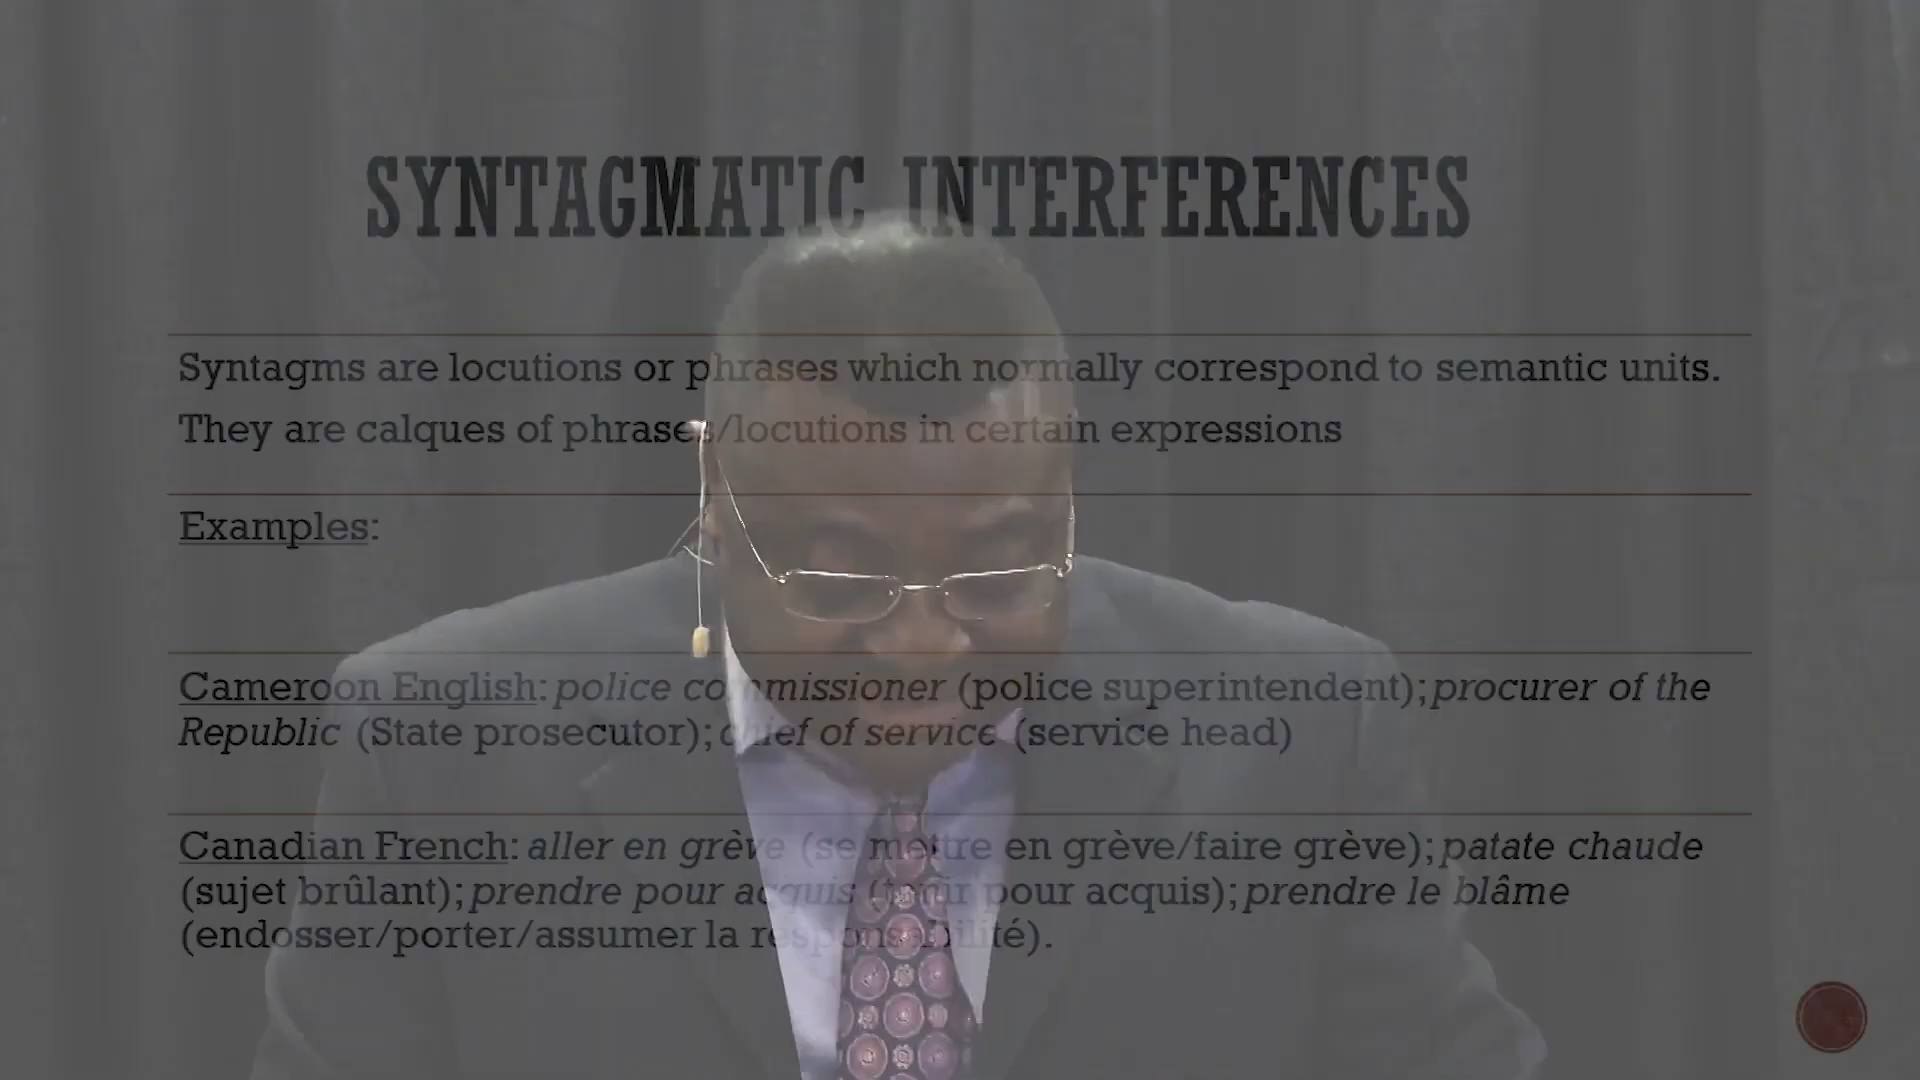 SYNTAGMATIC INTERFERENCES
Syntagms are locutions or phrases which normally correspond to semantic units.
They are calques of phrases/locutions in certain expressions
Examples:
Cameroon English: police commissioner (police superintendent); procurer of the
Republic (State prosecutor); chief of service (service head)
Canadian French: aller en grève (se mettre en grève/faire grève); patate chaude
(sujet brûlant); prendre pour acquis (tenir pour acquis); prendre le blâme
(endosser/porter/assumer la responsabilité).